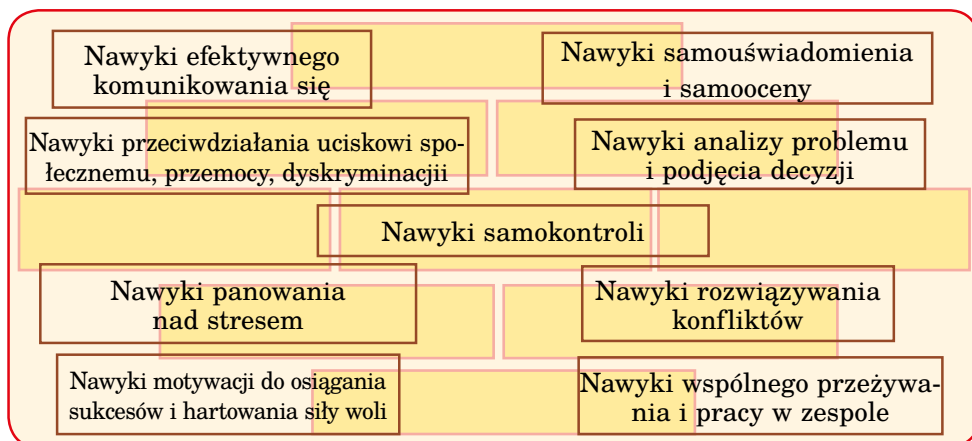 Nawyki efektywnego
komunikowania się
Nawyki samouświadomienia
i samooceny
Nawyki przeciwdziałania uciskowi spo-
łecznemu, przemocy, dyskryminacjii
Nawyki analizy problemu
i podjęcia decyzji
Nawyki samokontroli
Nawyki panowania
nad stresem
Nawyki rozwiązywania
konfliktów
Nawyki motywacji do osiągania
sukcesów i hartowania siły woli
Nawyki wspólnego przeżywa-
nia i pracy w zespole